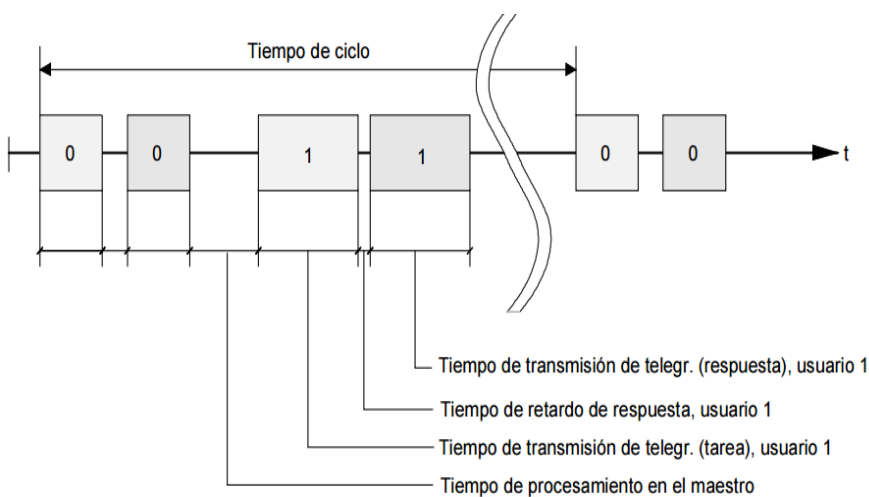 Tiempo de ciclo
0 0 1 1 0 0 t
Tiempo de transmisión de telegr. (respuesta), usuario 1
Tiempo de retardo de respuesta, usuario 1
Tiempo de transmisión de telegr. (tarea), usuario 1
Tiempo de procesamiento en el maestro